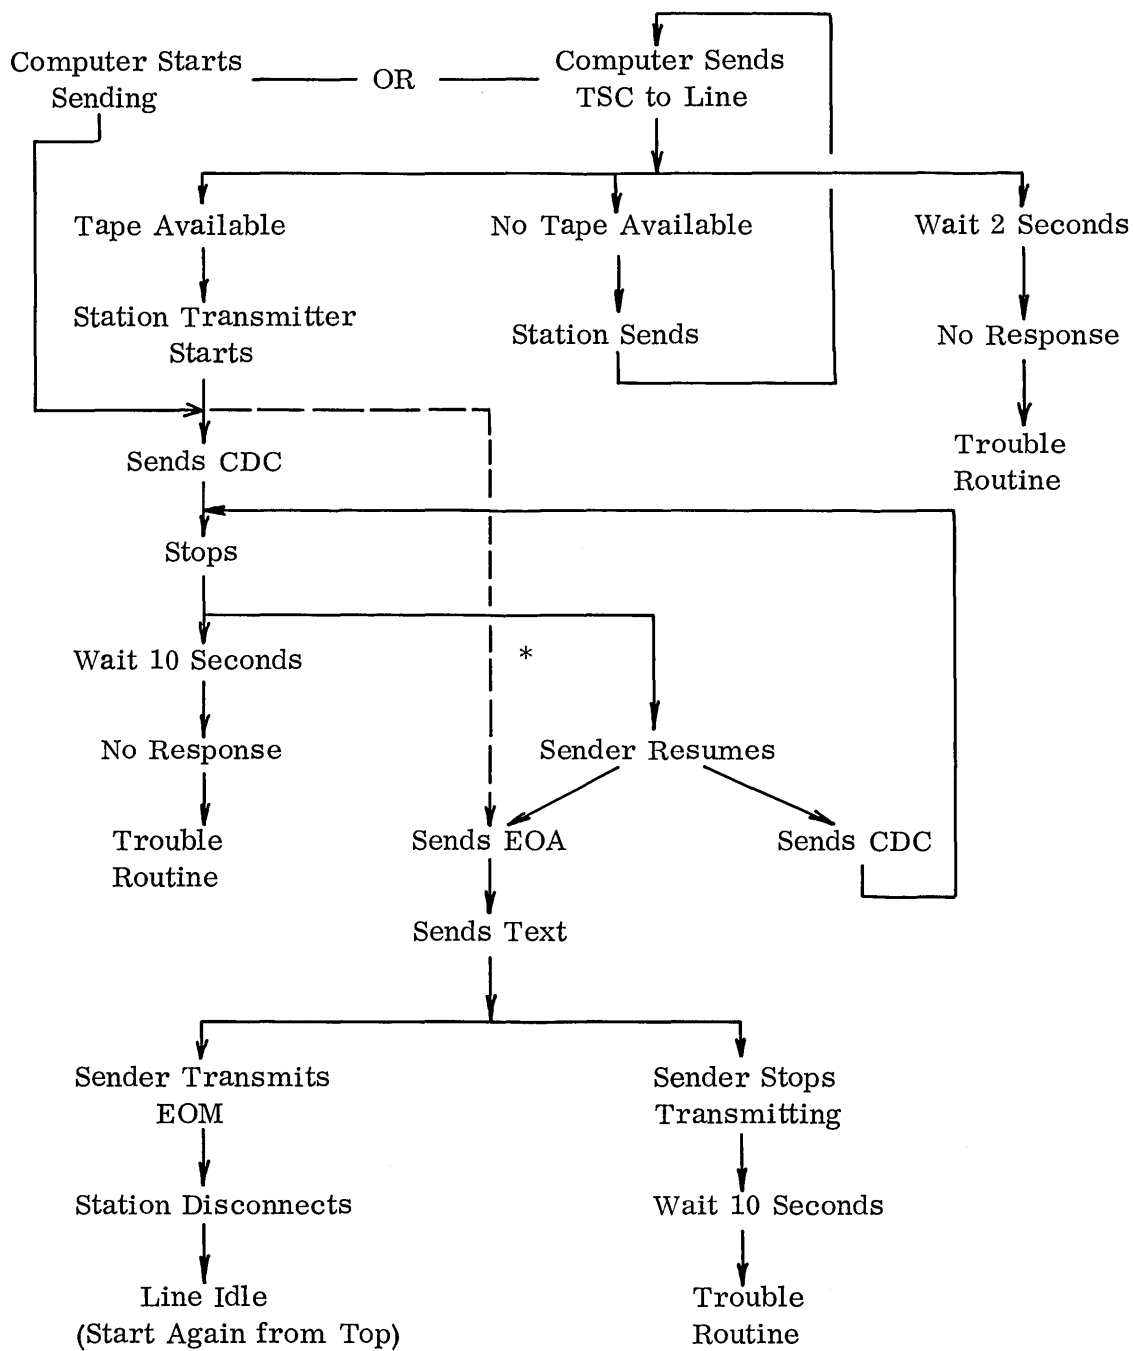 Computer Starts
Sending
OR
Computer Sends
TSC to Line
Tape Available
No Tape Available
Wait 2 Seconds
Station Transmitter
Starts
Station Sends
No Response
Trouble
Routine
Sends CDC
Stops
Wait 10 Seconds
*
No Response
Sender Resumes
Trouble
Routine
Sends EOA
Sends CDC
Sends Text
Sender Transmits
EOM
Sender Stops
Transmitting
Station Disconnects
Wait 10 Seconds
Line Idle
(Start Again from Top)
Trouble
Routine